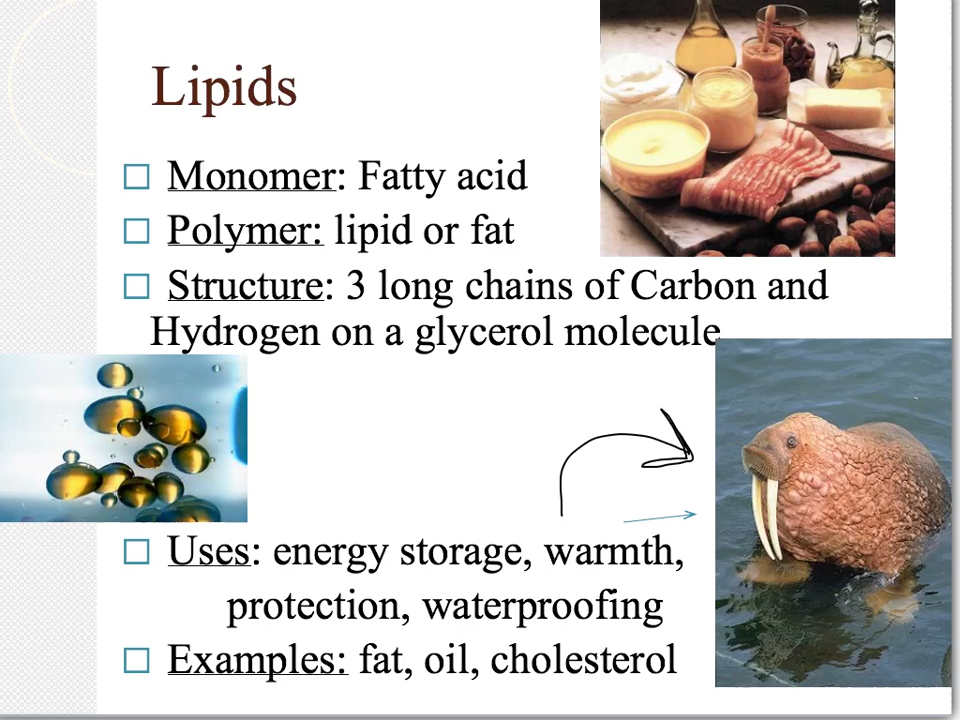 Lipids
Monomer: Fatty acid
Polymer: lipid or fat
Structure: 3 long chains of Carbon and
Hydrogen on a glycerol molecule
Uses: energy storage, warmth,
protection, waterproofing
Examples: fat, oil, cholesterol